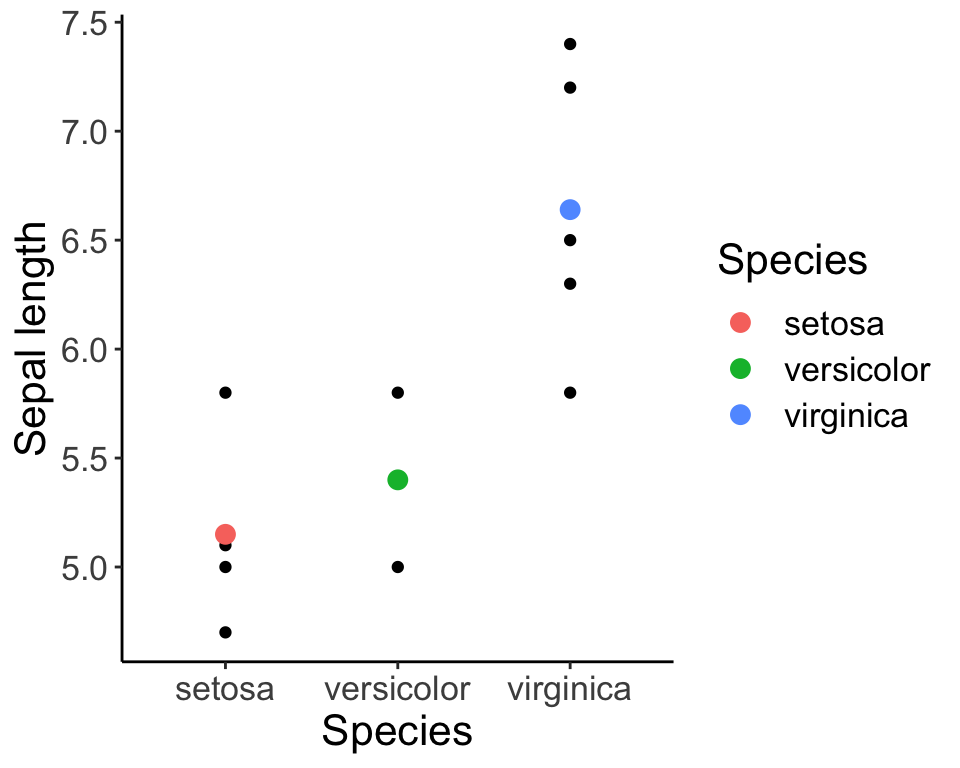 7.5
7.0
6.5
6.0
5.5
5.0
Sepal length
setosa versicolor virginica
Species
Species
setosa
versicolor
virginica